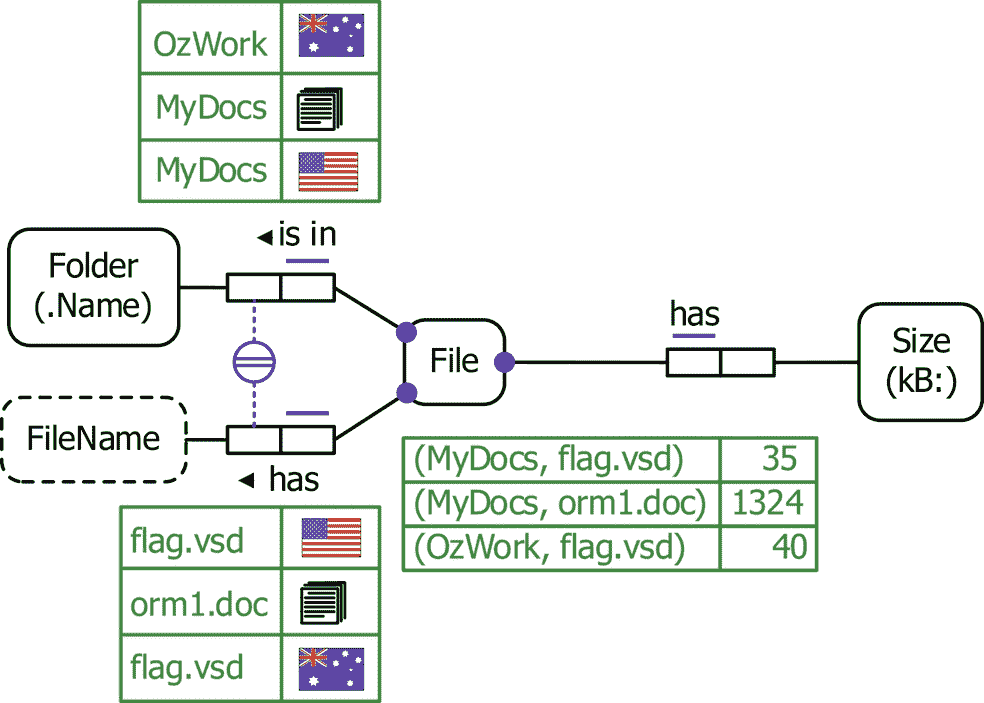 OzWork
MyDocs
MyDocs
◄ is in
Folder
(.Name)
has
File
Size
(kB:)
FileName
◄ has
(MyDocs, flag.vsd) 35
(MyDocs, orm1.doc) 1324
(OzWork, flag.vsd) 40
flag.vsd
orm1.doc
flag.vsd